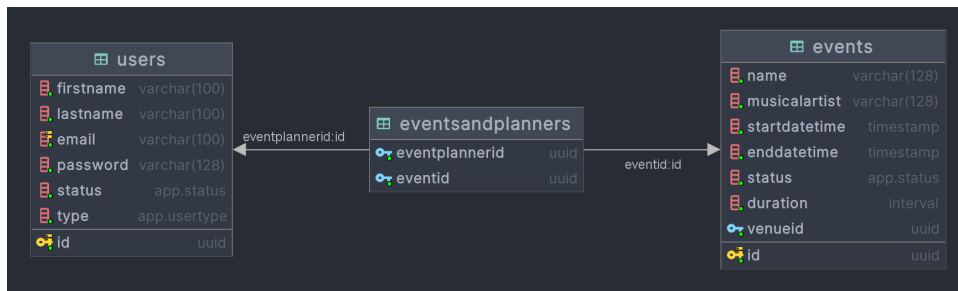 users
firstname varchar(100)
lastname varchar(100)
email varchar(100)
password varchar(128)
status app.status
type app.usertype
id uuid
eventplannerid:id
eventsandplanners
eventplannerid uuid
eventid uuid
eventid:id
events
name varchar(128)
musicalartist varchar(128)
startdatetime timestamp
enddatetime timestamp
status app.status
duration interval
venueid uuid
id uuid